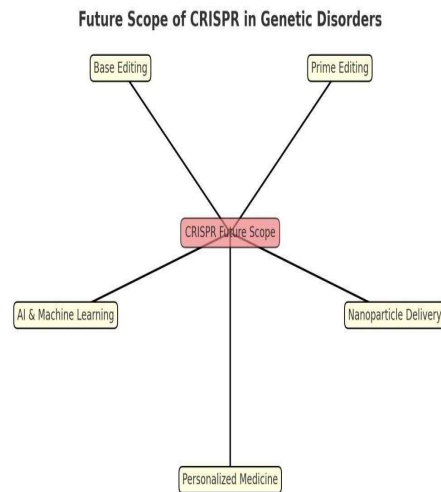 Future Scope of CRISPR in Genetic Disorders
Base Editing
Prime Editing
CRISPR Future Scope
AI & Machine Learning
Nanoparticle Delivery
Personalized Medicine